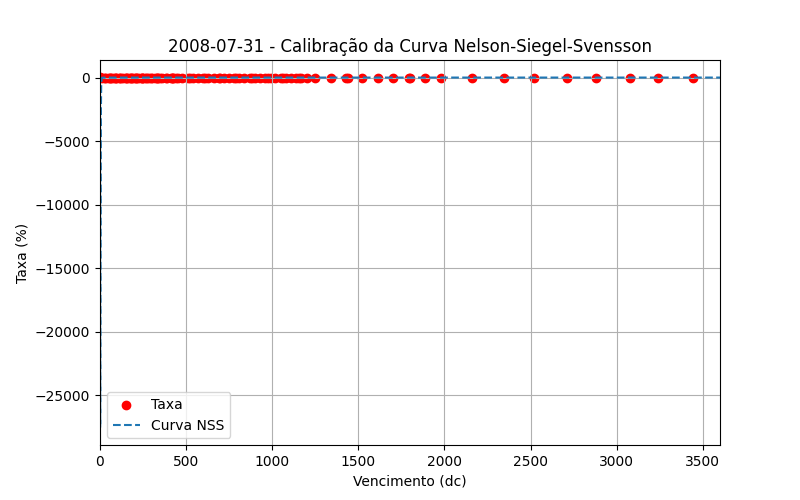 2008-07-31 - Calibração da Curva Nelson-Siegel-Svensson
Taxa (%)
0
−5000
−10000
−15000
−20000
−25000
Taxa
Curva NSS
0 500 1000 1500 2000 2500 3000 3500
Vencimento (dc)